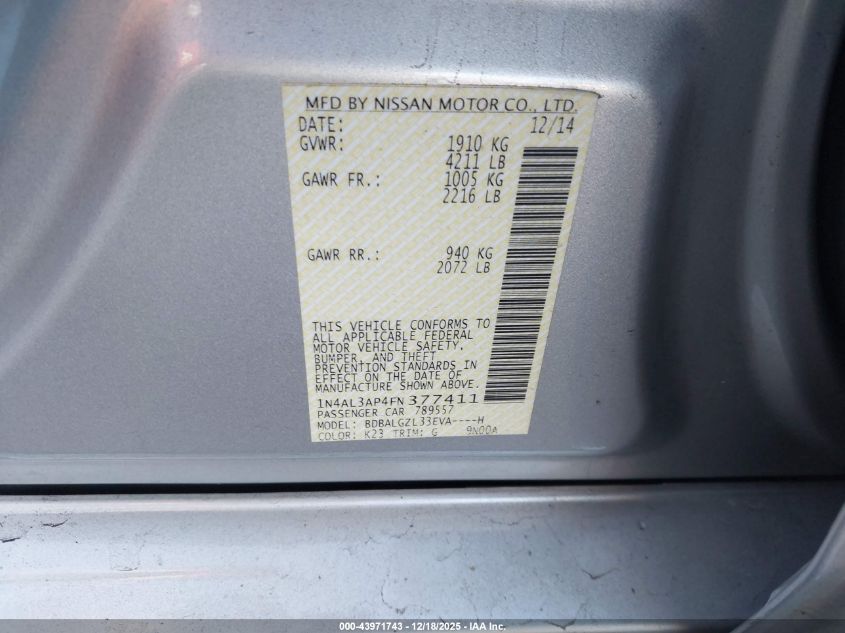 MFD BY NISSAN MOTOR CO., LTD.
DATE: 12/14
GVWR: 1910 KG
4211 LB
GAWR FR.: 1005 KG
2216 LB
GAWR RR.: 940 KG
2072 LB
THIS VEHICLE CONFORMS TO
ALL APPLICABLE FEDERAL
MOTOR VEHICLE SAFETY,
BUMPER, AND THEFT
PREVENTION STANDARDS IN
EFFECT ON THE DATE OF
MANUFACTURE SHOWN ABOVE.
1N4AL3AP4FN377411
PASSENGER CAR 789557
MODEL: BDBALGZL33EVA----H
COLOR: K23 TRIM: G 9N00A
000-43971743 - 12/18/2025 - IAA Inc.